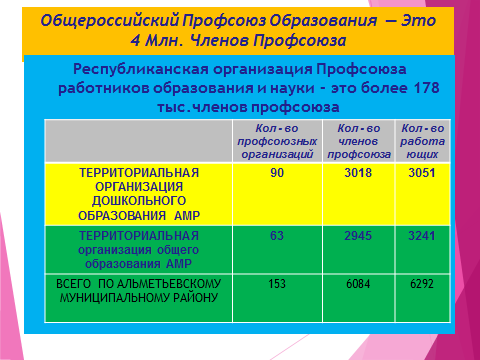 Общероссийский Профсоюз Образования — Это
4 Млн. Членов Профсоюза
Республиканская организация Профсоюза
работников образования и науки - это более 178
тыс.членов профсоюза
Кол - во профсоюзных организаций Кол - во членов профсоюза Кол - во работа ющих
ТЕРРИТОРИАЛЬНАЯ 90 3018 3051
ОРГАНИЗАЦИЯ
ДОШКОЛЬНОГО
ОБРАЗОВАНИЯ АМР
ТЕРРИТОРИАЛЬНАЯ 63 2945 3241
организация общего
образования АМР
ВСЕГО ПО АЛЬМЕТЬЕВСКОМУ 153 6084 6292
МУНИЦИПАЛЬНОМУ РАЙОНУ